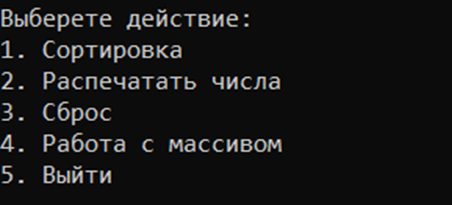 Выберете действие:
1. Сортировка
2. Распечатать числа
3. Сброс
4. Работа с массивом
5. Выйти